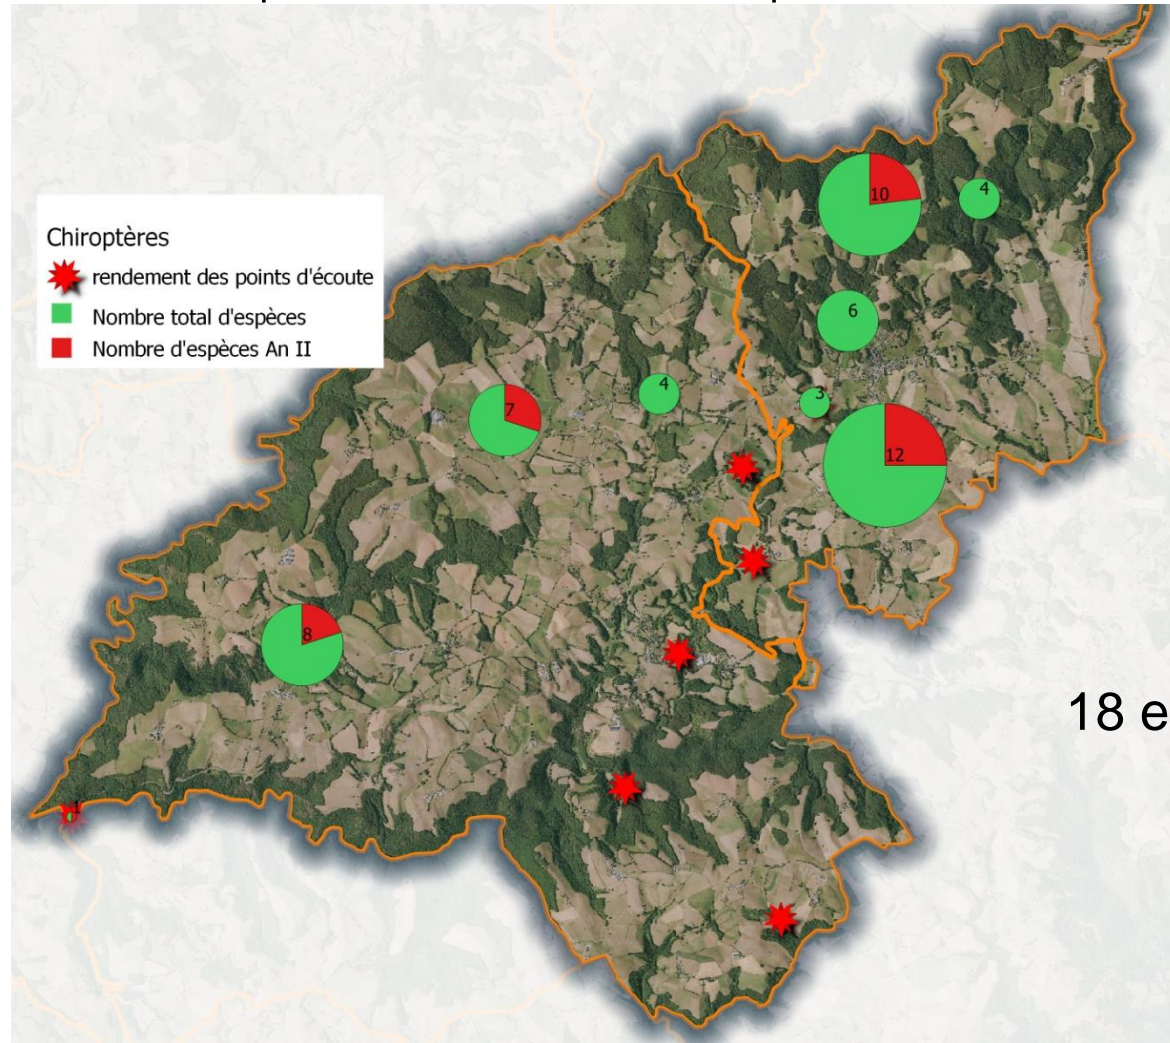 Chiroptères
rendement des points d'écoute
Nombre total d'espèces
Nombre d'espèces An II
10
4
6
4
3
7
12
8
18 e
1